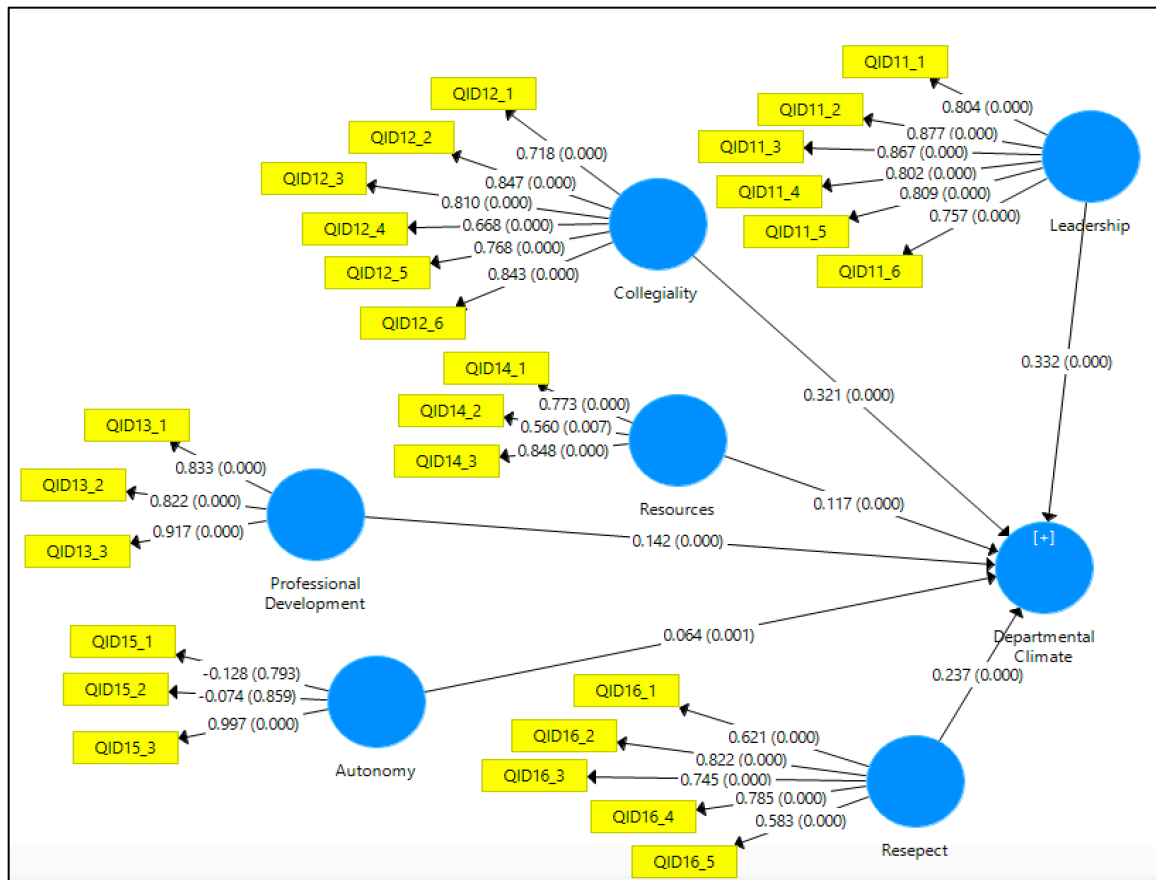 QID11_1
QID11_2
QID11_3
QID11_4
QID11_5
QID11_6
0.804 (0.000)
0.877 (0.000)
0.867 (0.000)
0.802 (0.000)
0.809 (0.000)
0.757 (0.000)
Leadership
0.332 (0.000)
QID12_1
QID12_2
QID12_3
QID12_4
QID12_5
QID12_6
0.718 (0.000)
0.847 (0.000)
0.810 (0.000)
0.668 (0.000)
0.768 (0.000)
0.843 (0.000)
Collegiality
0.321 (0.000)
QID14_1
QID14_2
QID14_3
0.773 (0.000)
0.560 (0.007)
0.848 (0.000)
Resources
0.117 (0.000)
QID13_1
QID13_2
QID13_3
0.833 (0.000)
0.822 (0.000)
0.917 (0.000)
Professional
Development
0.142 (0.000)
[+]
Departmental
Climate
QID15_1
QID15_2
QID15_3
-0.128 (0.793)
-0.074 (0.859)
0.997 (0.000)
Autonomy
0.064 (0.001)
QID16_1
QID16_2
QID16_3
QID16_4
QID16_5
0.621 (0.000)
0.822 (0.000)
0.745 (0.000)
0.785 (0.000)
0.583 (0.000)
Resepect
0.237 (0.000)